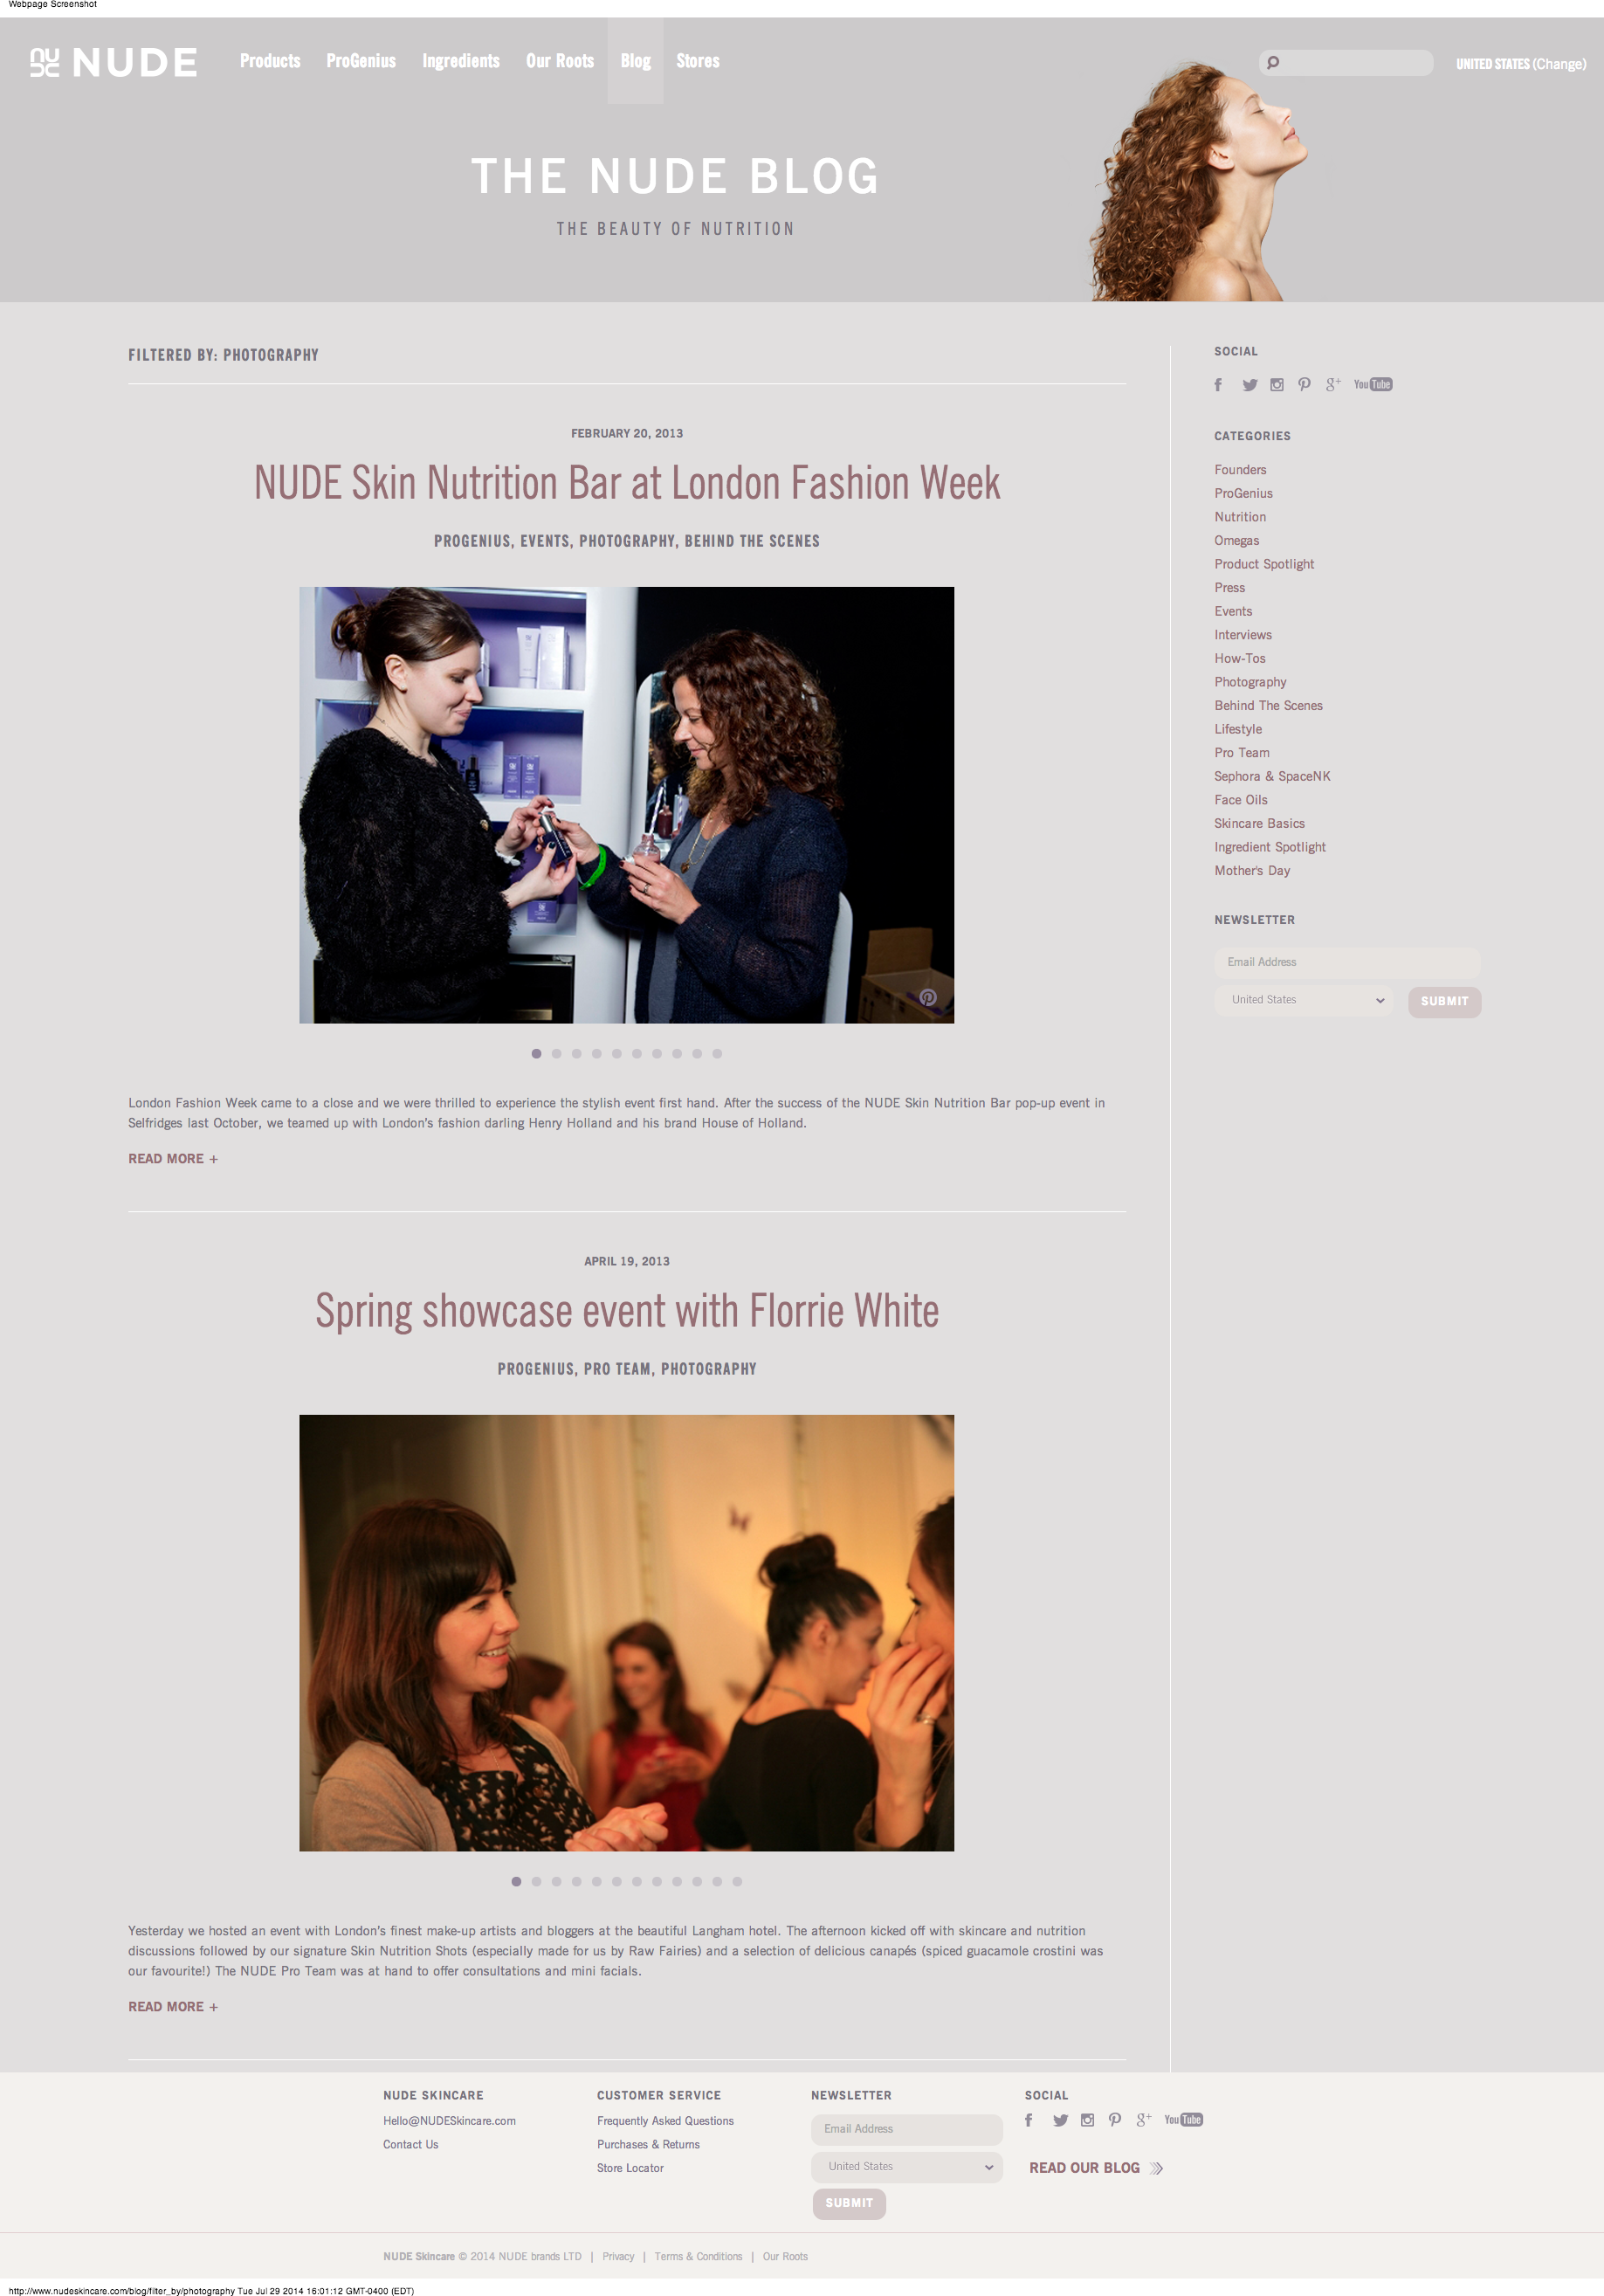 Webpage Screenshot
NUDE
Products
ProGenius
Ingredients
Our Roots
Blog
Stores
UNITED STATES (Change)
THE NUDE BLOG
THE BEAUTY OF NUTRITION
FILTERED BY: PHOTOGRAPHY
FEBRUARY 20, 2013
NUDE Skin Nutrition Bar at London Fashion Week
PROGENIUS, EVENTS, PHOTOGRAPHY, BEHIND THE SCENES
London Fashion Week came to a close and we were thrilled to experience the stylish event first hand. After the success of the NUDE Skin Nutrition Bar pop-up event in
Selfridges last October, we teamed up with London's fashion darling Henry Holland and his brand House of Holland.
READ MORE +
APRIL 19, 2013
Spring showcase event with Florrie White
PROGENIUS, PRO TEAM, PHOTOGRAPHY
Yesterday we hosted an event with London's finest make-up artists and bloggers at the beautiful Langham hotel. The afternoon kicked off with skincare and nutrition
discussions followed by our signature Skin Nutrition Shots (especially made for us by Raw Fairies) and a selection of delicious canapés (spiced guacamole crostini was
our favourite!) The NUDE Pro Team was at hand to offer consultations and mini facials.
READ MORE +
SOCIAL
You Tube
CATEGORIES
Founders
ProGenius
Nutrition
Omegas
Product Spotlight
Press
Events
Interviews
How-Tos
Photography
Behind The Scenes
Lifestyle
Pro Team
Sephora & SpaceNK
Face Oils
Skincare Basics
Ingredient Spotlight
Mother's Day
NEWSLETTER
Email Address
United States
SUBMIT
NUDE SKINCARE
Hello@NUDESkincare.com
Contact Us
CUSTOMER SERVICE
Frequently Asked Questions
Purchases & Returns
Store Locator
NEWSLETTER
Email Address
United States
SUBMIT
SOCIAL
You Tube
READ OUR BLOG
NUDE Skincare © 2014 NUDE brands LTD | Privacy | Terms & Conditions | Our Roots
http://www.nudeskincare.com/blog/filter_by/photography Tue Jul 29 2014 16:01:12 GMT-0400 (EDT)